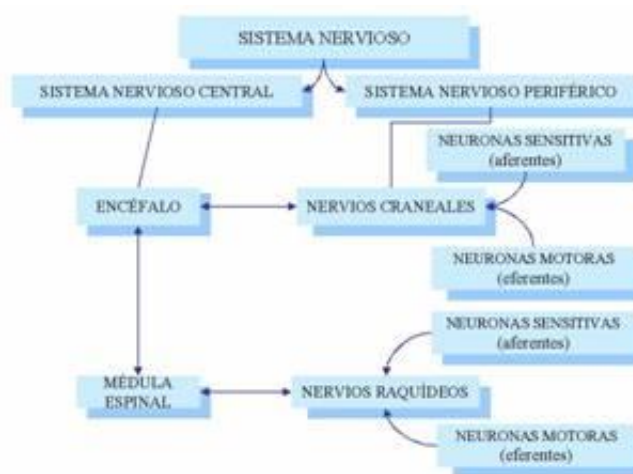 SISTEMA NERVIOSO
SISTEMA NERVIOSO CENTRAL
SISTEMA NERVIOSO PERIFÉRICO
NEURONAS SENSITIVAS
(aferentes)
ENCÉFALO
NERVIOS CRANEALES
NEURONAS MOTORAS
(eferentes)
NEURONAS SENSITIVAS
(aferentes)
MÉDULA
ESPINAL
NERVIOS RAQUÍDEOS
NEURONAS MOTORAS
(eferentes)